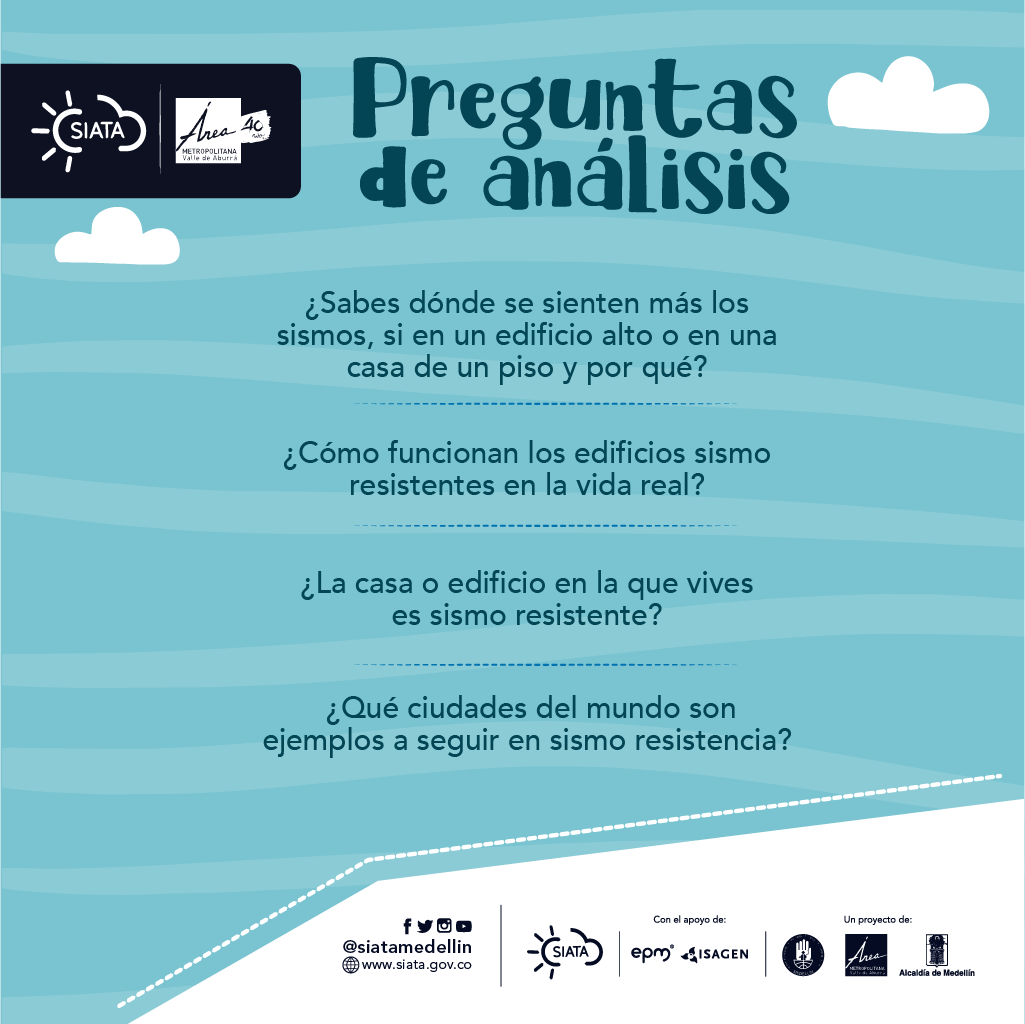 SIATA
Área 40
METROPOLITANA
Valle de Aburrá
Preguntas
de análisis
¿Sabes dónde se sienten más los
sismos, si en un edificio alto o en una
casa de un piso y por qué?
¿Cómo funcionan los edificios sismo
resistentes en la vida real?
¿La casa o edificio en la que vives
es sismo resistente?
¿Qué ciudades del mundo son
ejemplos a seguir en sismo resistencia?
@siatamedellin
www.siata.gov.co
SIATA
Con el apoyo de:
epm
ISAGEN
Un proyecto de:
Área
METROPOLITANA
Valle de Aburrá
Alcaldía de Medellín